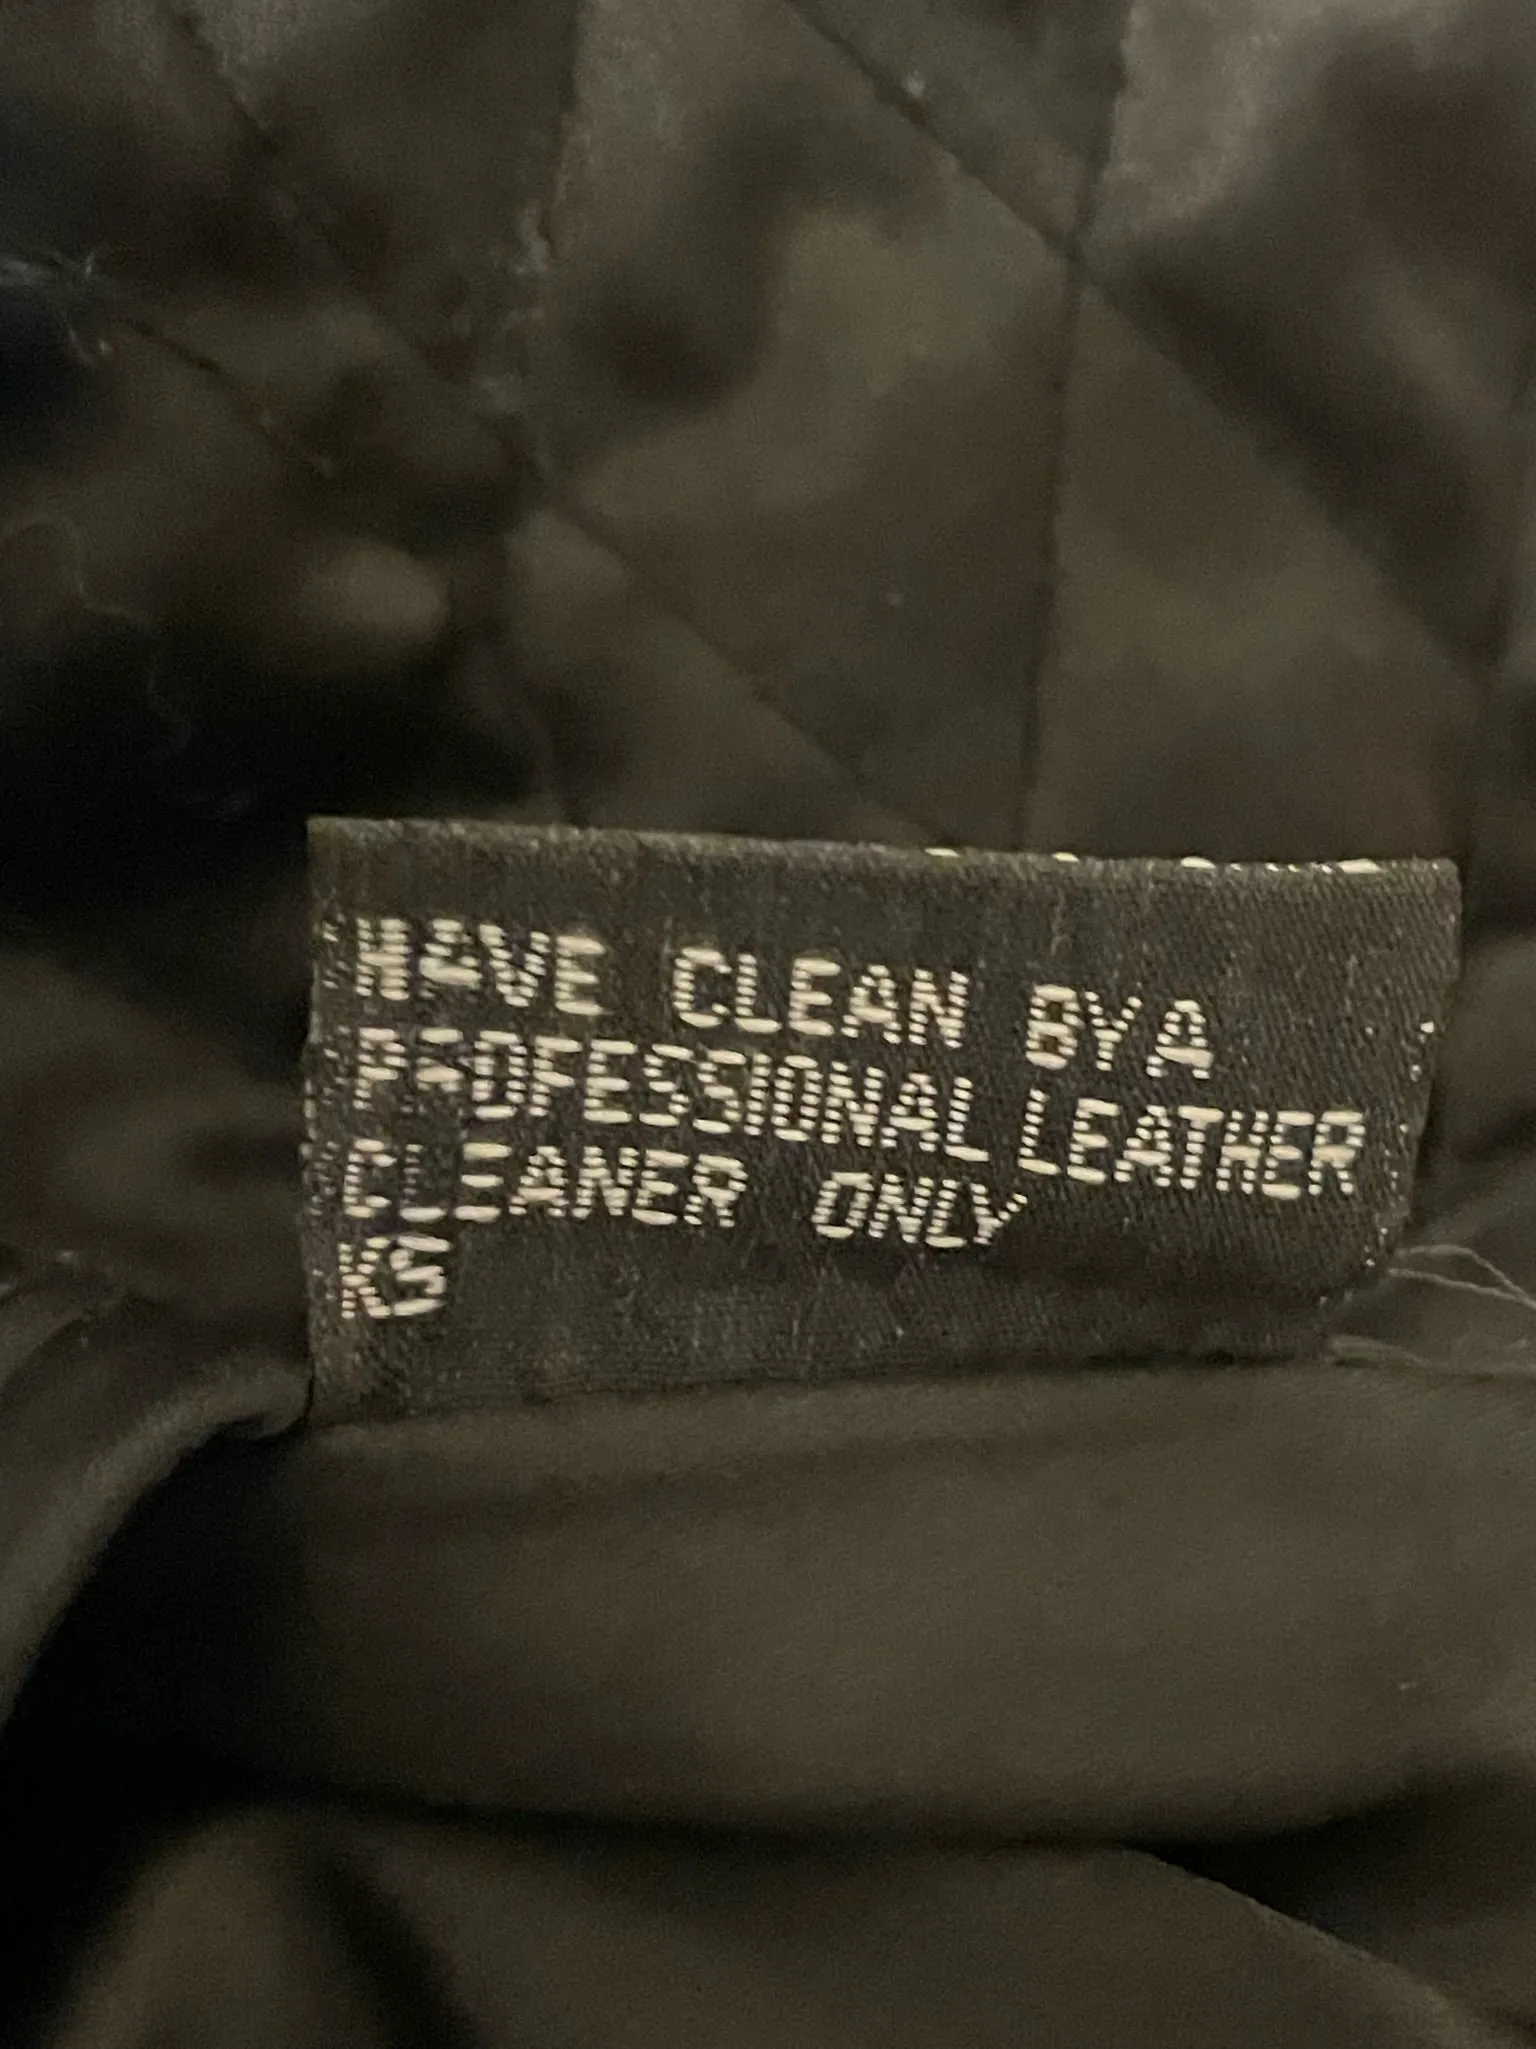 HAVE CLEAN BY A
PROFESSIONAL LEATHER
CLEANER ONLY
KS